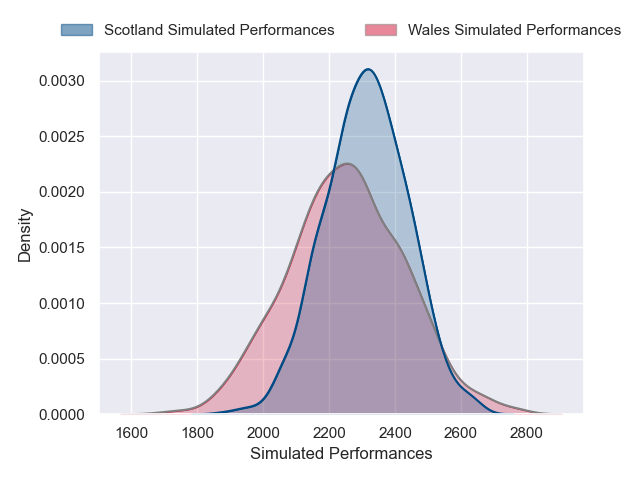 Scotland Simulated Performances Wales Simulated Performances
0.0030
0.0025
0.0020
0.0015
0.0010
0.0005
0.0000
Density
1600 1800 2000 2200 2400 2600 2800
Simulated Performances